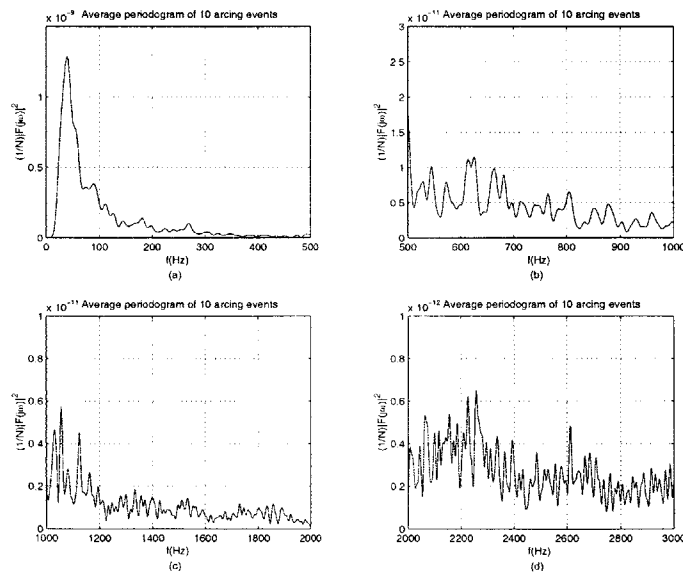 x 10⁻⁹ Average periodogram of 10 arcing events
1
0.5
0
(1/N)|F(jω)|²
0 100 200 300 400 500
f(Hz)
(a)
x 10⁻¹¹ Average periodogram of 10 arcing events
3
2.5
2
1.5
1
0.5
0
(1/N)|F(jω)|²
500 600 700 800 900 1000
f(Hz)
(b)
x 10⁻¹¹ Average periodogram of 10 arcing events
1
0.8
0.6
0.4
0.2
0
(1/N)|F(jω)|²
1000 1200 1400 1600 1800 2000
f(Hz)
(c)
x 10⁻¹² Average periodogram of 10 arcing events
1
0.8
0.6
0.4
0.2
0
(1/N)|F(jω)|²
2000 2200 2400 2600 2800 3000
f(Hz)
(d)